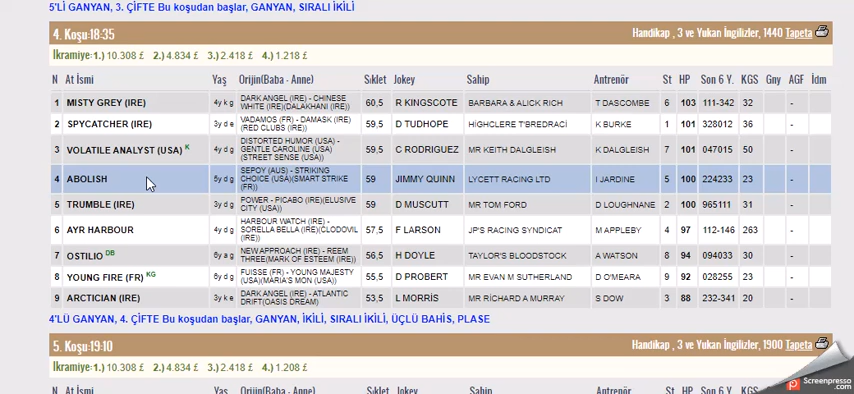 5'Lİ GANYAN, 3. ÇİFTE Bu koşudan başlar, GANYAN, SIRALI İKİLİ
4. Koşu:18:35 Handikap , 3 ve Yukarı İngilizler, 1440 Tapeta
İkramiye: 1.) 10.308 £ 2.) 4.834 £ 3.) 2.418 £ 4.) 1.218 £
N At İsmi Yaş Orijin(Baba - Anne) Sıklet Jokey Sahip Antrenör St HP Son 6 Y. KGS Gny AGF İdm
1 MISTY GREY (IRE) 4y k g DARK ANGEL (IRE) - CHINESE WHITE (IRE)(DALAKHANI (IRE)) 60,5 R KINGSCOTE BARBARA & ALICK RICH T DASCOMBE 6 103 111-342 32 -
2 SPYCATCHER (IRE) 3y d e VADAMOS (FR) - DAMASK (IRE) (RED CLUBS (IRE)) 59,5 D TUDHOPE HIGHCLERE T'BREDRACİ K BURKE 1 101 328012 36 -
3 VOLATILE ANALYST (USA) K 4y d g DISTORTED HUMOR (USA) - GENTLE CAROLINE (USA) (STREET SENSE (USA)) 59,5 C RODRIGUEZ MR KEITH DALGLEISH K DALGLEISH 7 101 047015 50 -
4 ABOLISH 5y d g SEPOY (AUS) - STRIKING CHOICE (USA)(SMART STRIKE (FR)) 59 JIMMY QUINN LYCETT RACING LTD I JARDINE 5 100 224233 23 -
5 TRUMBLE (IRE) 3y d g POWER - PICABO (IRE)(ELUSIVE CITY (USA)) 59 D MUSCUTT MR TOM FORD D LOUGHNANE 2 100 965111 31 -
6 AYR HARBOUR 4y d g HARBOUR WATCH (IRE) - SORELLA BELLA (IRE)(CLODOVIL (IRE)) 57,5 F LARSON JP'S RACING SYNDICAT M APPLEBY 4 97 112-146 263 -
7 OSTILIO DB 6y a g NEW APPROACH (IRE) - REEM THREE(MARK OF ESTEEM (IRE)) 56,5 H DOYLE TAYLOR'S BLOODSTOCK A WATSON 8 94 094033 30 -
8 YOUNG FIRE (FR) KG 6y d g FUISSE (FR) - YOUNG MAJESTY (USA)(MARIA'S MON (USA)) 55,5 D PROBERT MR EVAN M SUTHERLAND D O'MEARA 9 92 028255 23 -
9 ARCTICIAN (IRE) 3y k e DARK ANGEL (IRE) - ATLANTIC DRIFT(OASIS DREAM) 53,5 L MORRİS MR RİCHARD A MURRAY S DOW 3 88 232-341 20 -
4'LÜ GANYAN, 4. ÇİFTE Bu koşudan başlar, GANYAN, İKİLİ, SIRALI İKİLİ, ÜÇLÜ BAHİS, PLASE
5. Koşu:19:10 Handikap , 3 ve Yukarı İngilizler, 1900 Tapeta
İkramiye: 1.) 10.308 £ 2.) 4.834 £ 3.) 2.418 £ 4.) 1.208 £
Screenpresso
.com